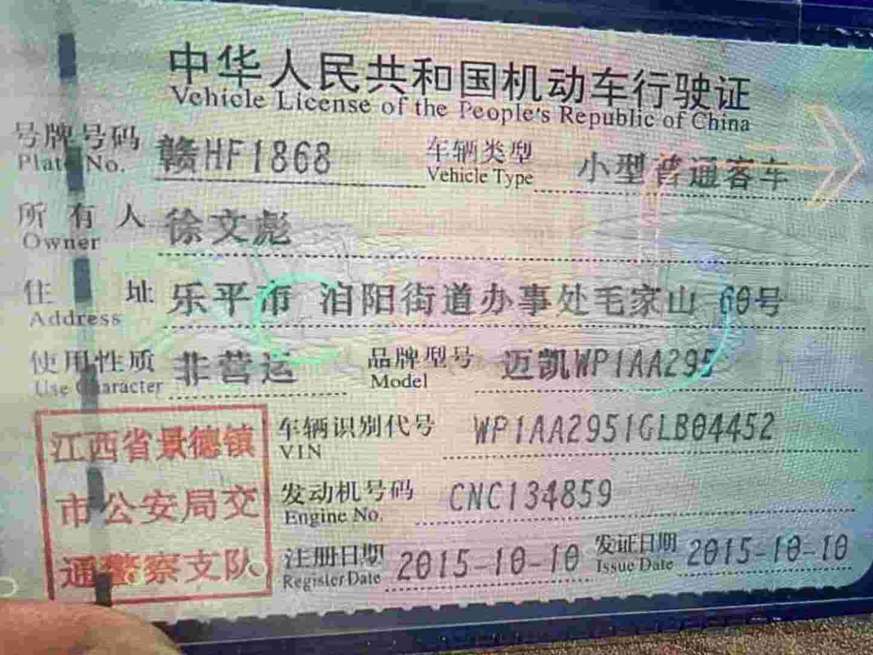 中华人民共和国机动车行驶证
Vehicle License of the People's Republic of China
号牌号码 赣HF1868 车辆类型 小型普通客车
Plate No. Vehicle Type
所有人 徐文彪
Owner
住址 乐平市 洎阳街道办事处毛家山 60号
Address
使用性质 非营运 品牌型号 迈凯WP1AA295
Use Character Model
江西省景德镇 车辆识别代号 WP1AA2951GLB04452
VIN
市公安局交 发动机号码 CNC134859
Engine No.
通警察支队 注册日期 2015-10-10 发证日期 2015-10-10
Register Date Issue Date